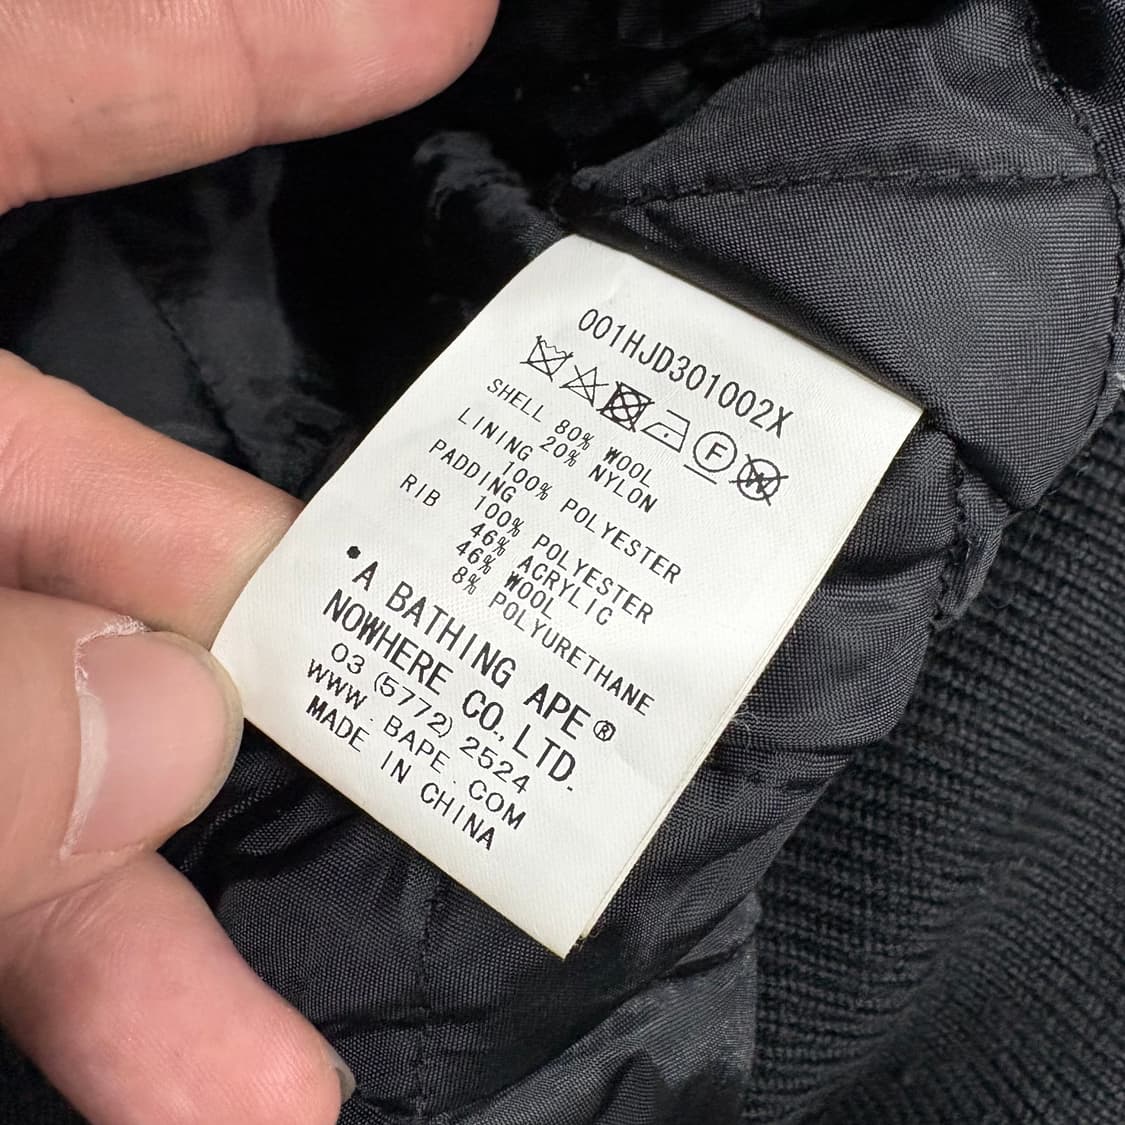 001HJD301002X
F W
SHELL 80% WOOL
20% NYLON
LINING 100% POLYESTER
PADDING 100% POLYESTER
RIB 46% ACRYLIC
46% WOOL
8% POLYURETHANE
• A BATHING APE®
NOWHERE CO., LTD.
03 (5772) 2524
WWW.BAPE.COM
MADE IN CHINA